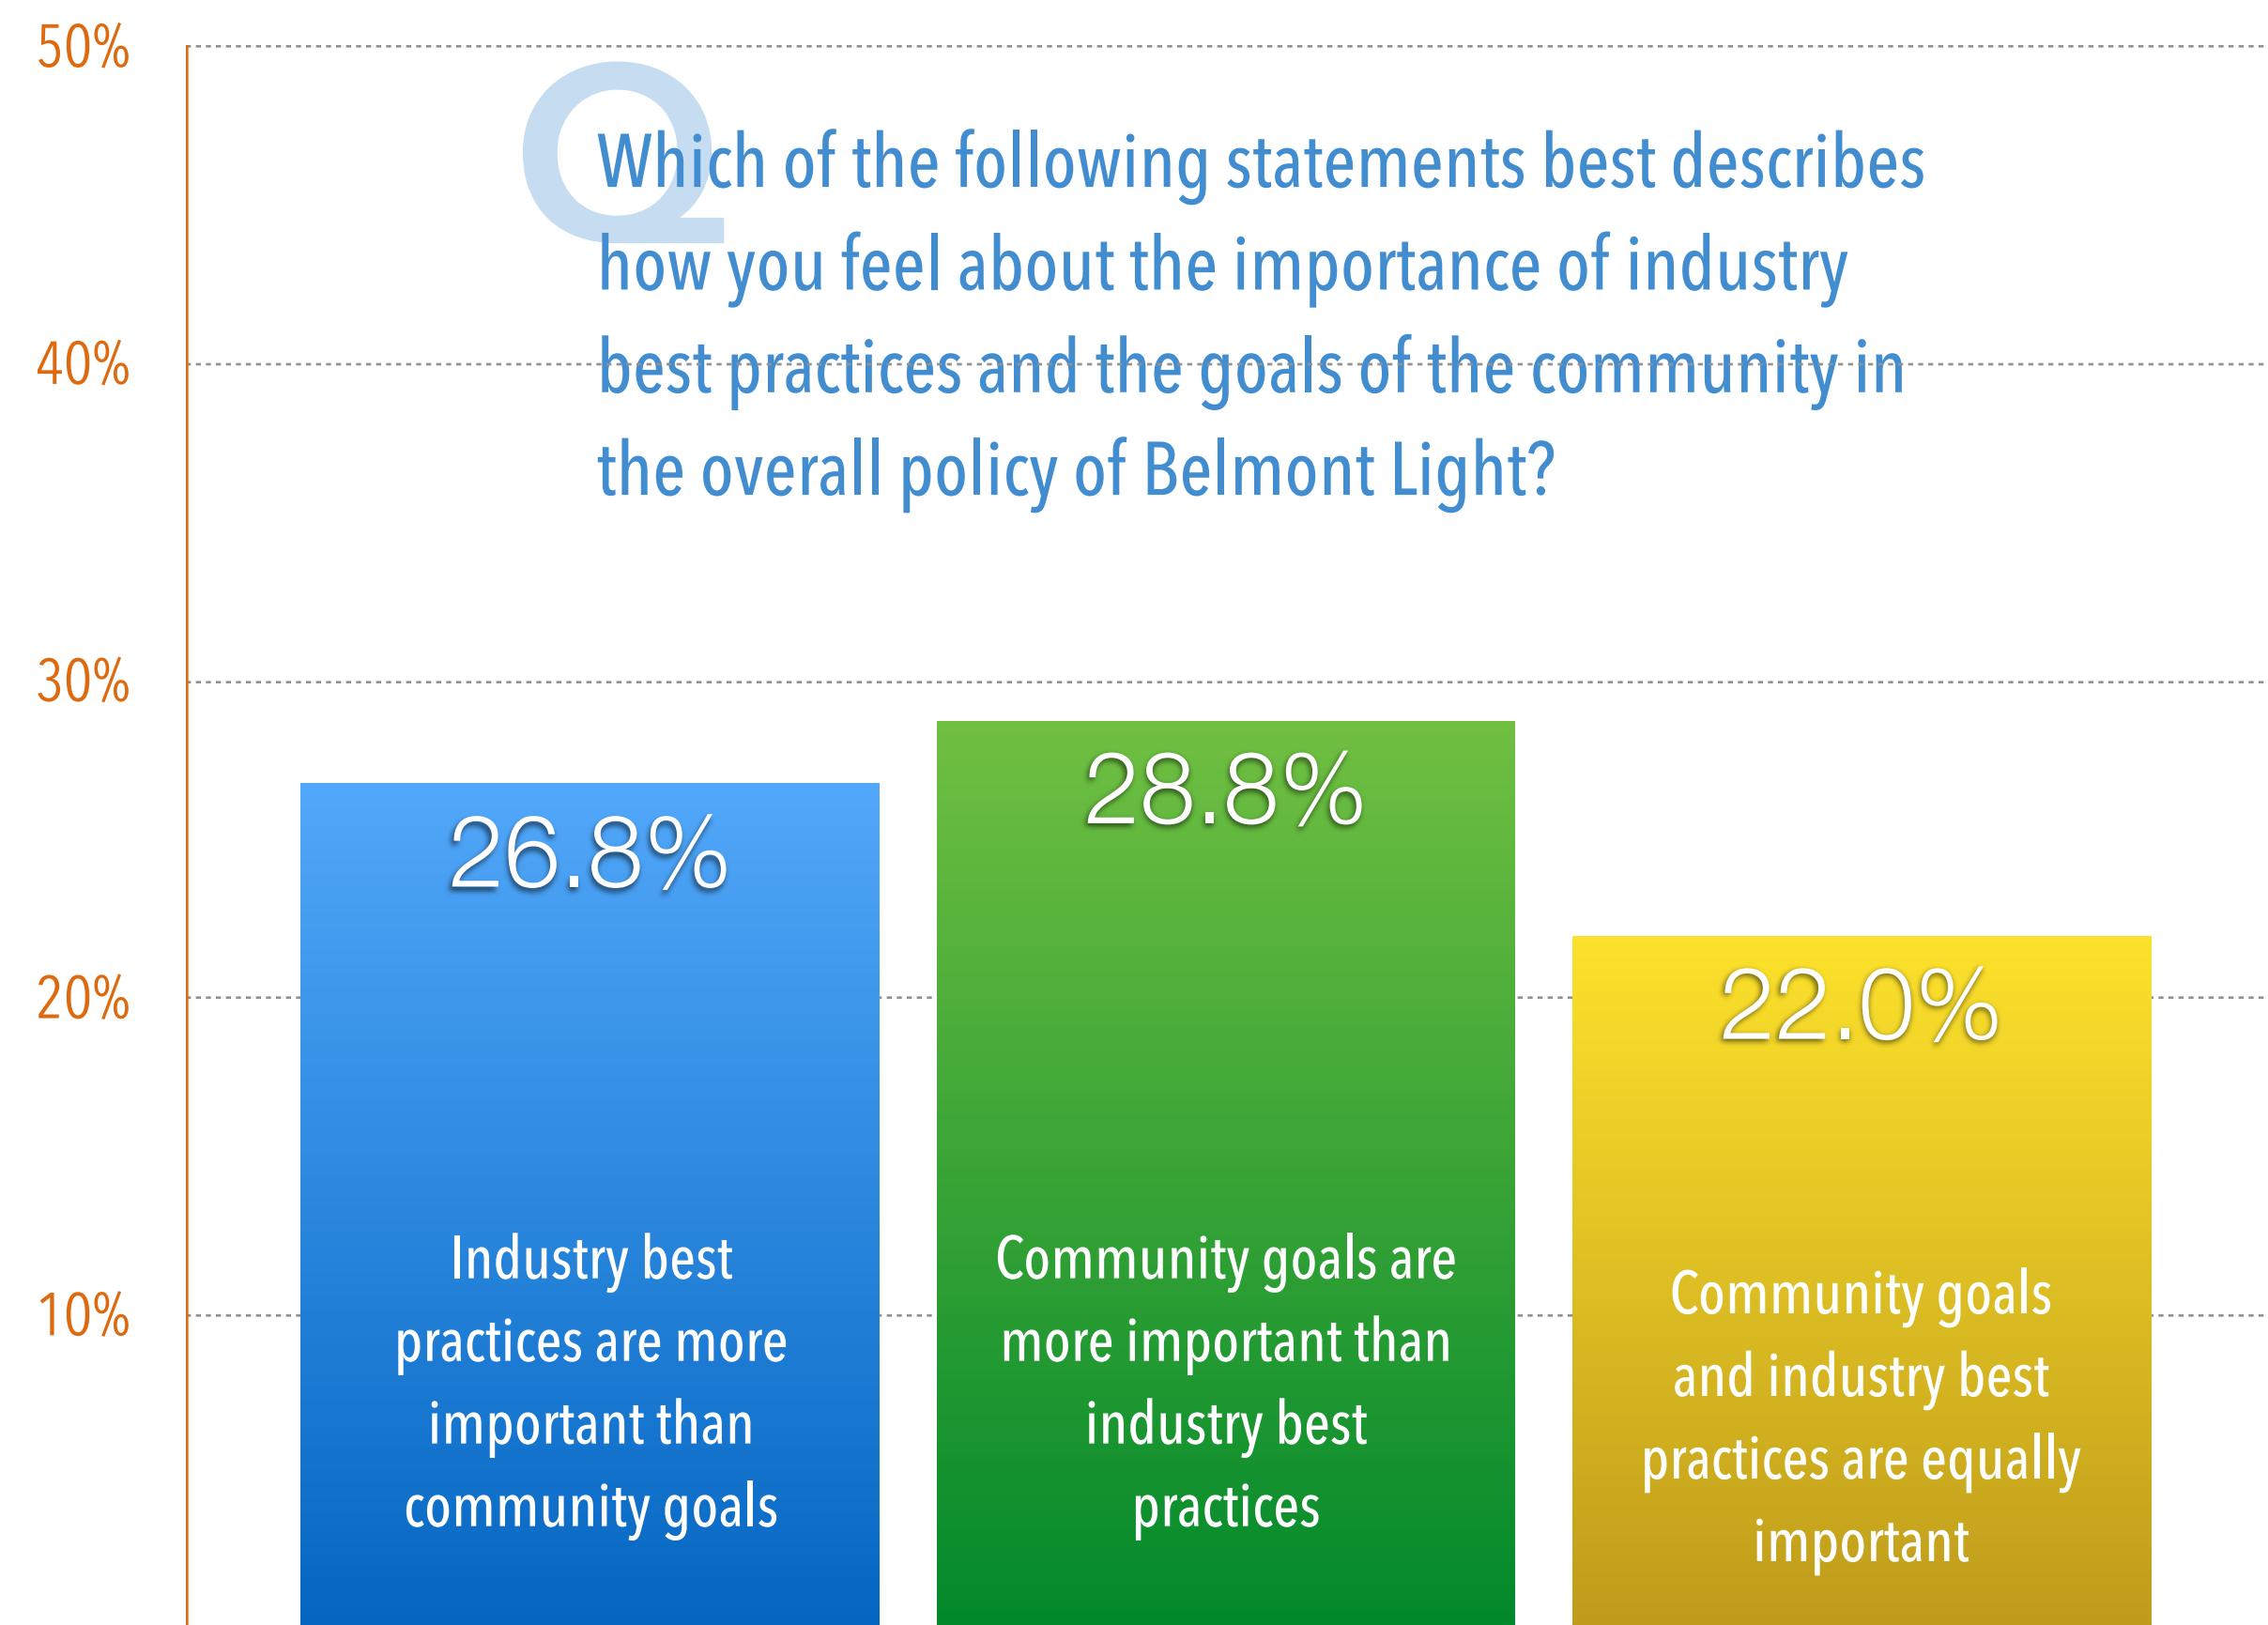 50%
Q
Which of the following statements best describes
how you feel about the importance of industry
best practices and the goals of the community in
the overall policy of Belmont Light?
40%
30%
20%
10%
26.8%
Industry best
practices are more
important than
community goals
28.8%
Community goals are
more important than
industry best
practices
22.0%
Community goals
and industry best
practices are equally
important